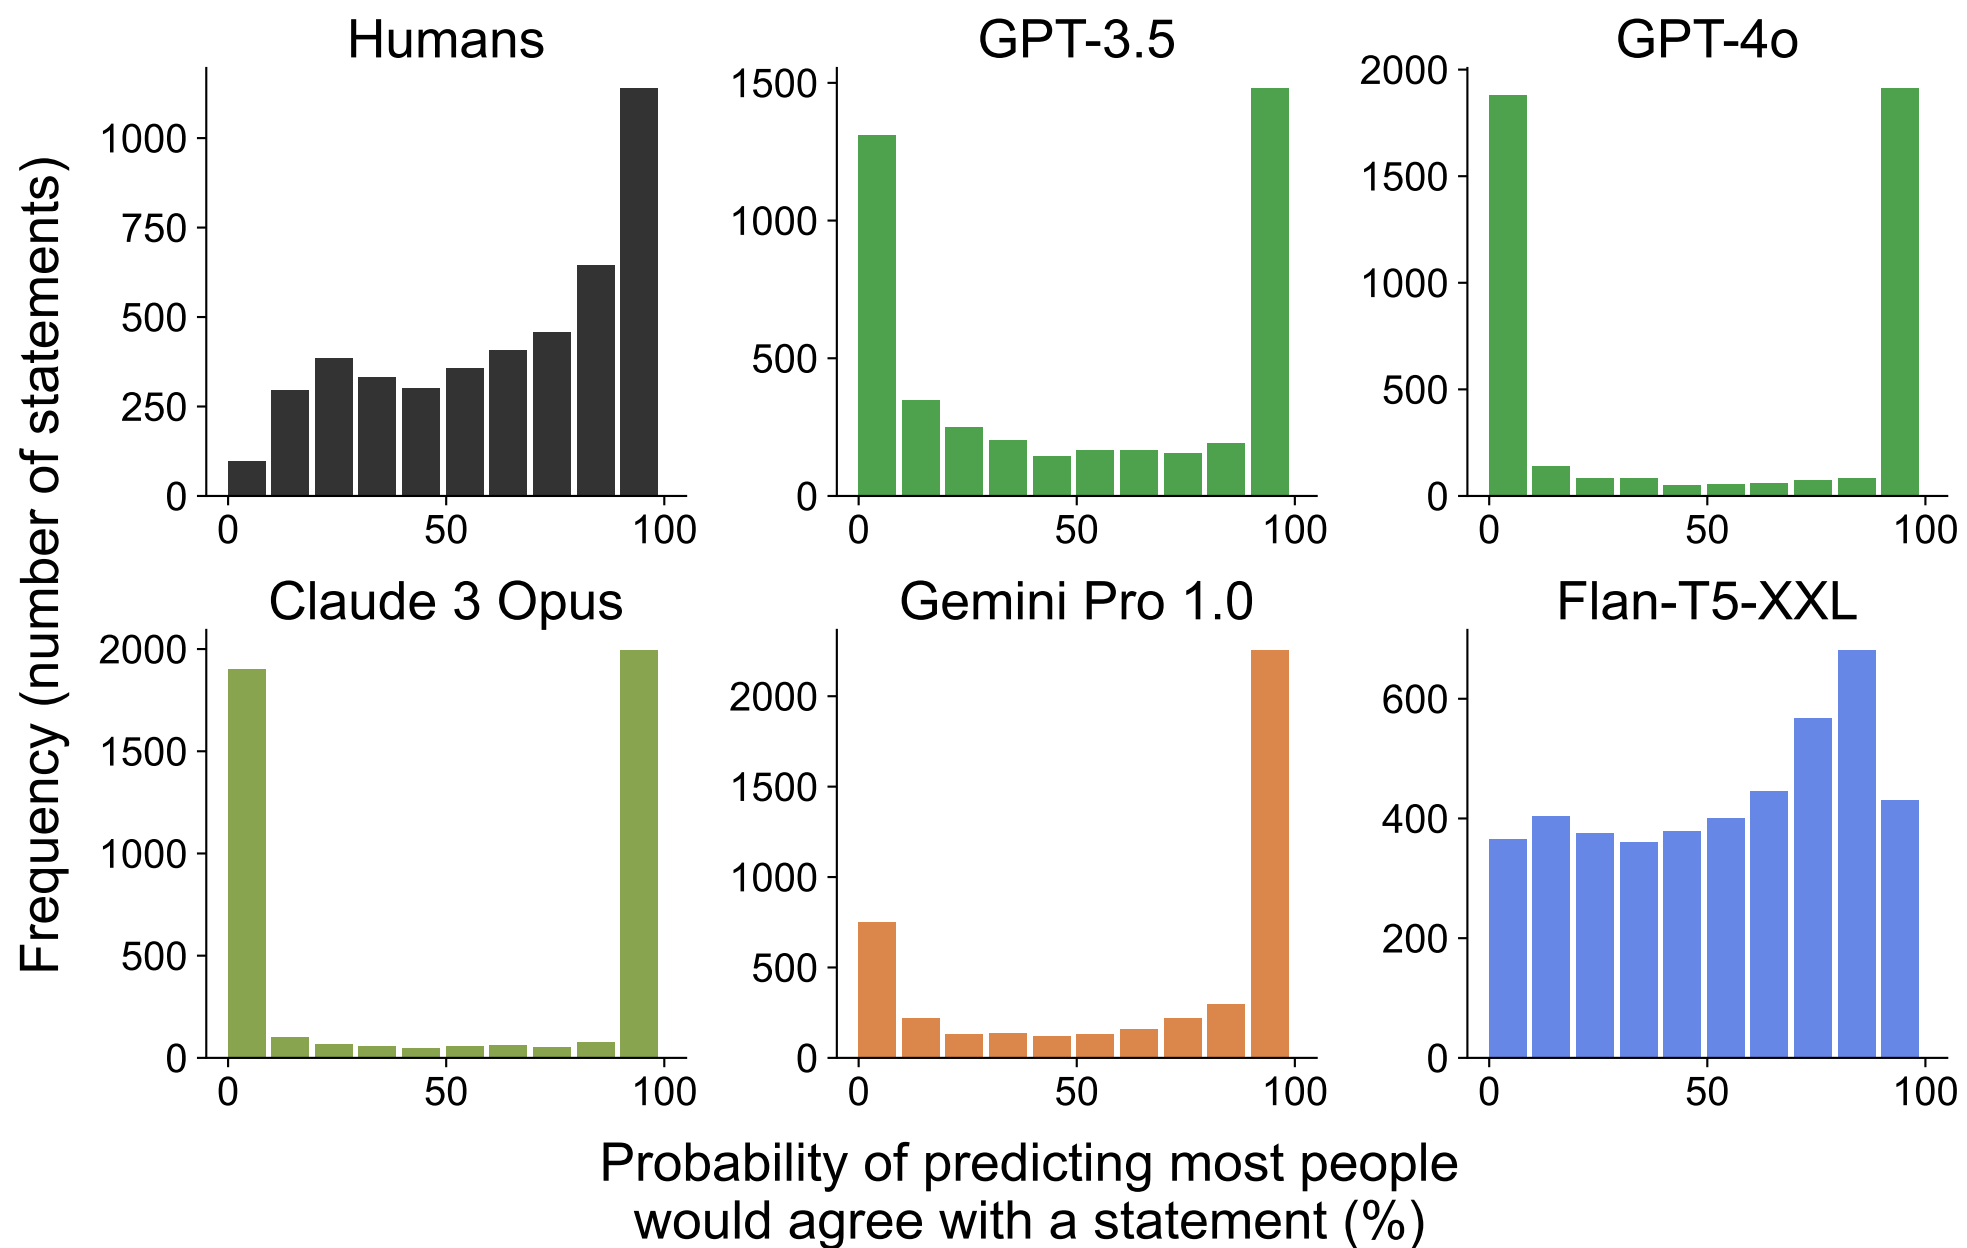 Humans
GPT-3.5
GPT-4o
1000
750
500
250
0
0 50 100
1500
1000
500
0
0 50 100
2000
1500
1000
500
0
0 50 100
Frequency (number of statements)
Claude 3 Opus
Gemini Pro 1.0
Flan-T5-XXL
2000
1500
1000
500
0
0 50 100
2000
1500
1000
500
0
0 50 100
600
400
200
0
0 50 100
Probability of predicting most people
would agree with a statement (%)